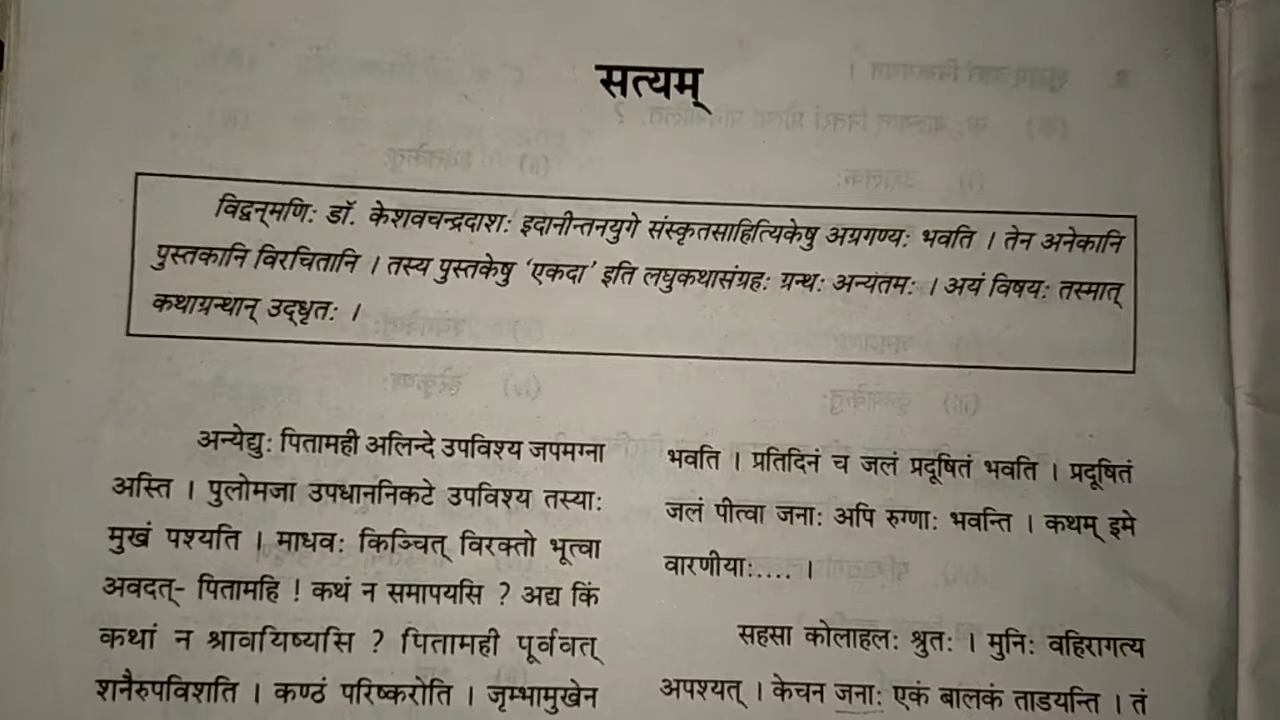 सत्यम्
विद्वन्मणिः डॉ. केशवचन्द्रदाशः इदानीन्तनयुगे संस्कृतसाहित्यिकेषु अग्रगण्यः भवति । तेन अनेकानि
पुस्तकानि विरचितानि । तस्य पुस्तकेषु ‘एकदा’ इति लघुकथासंग्रहः ग्रन्थः अन्यतमः । अयं विषयः तस्मात्
कथाग्रन्थान् उद्धृतः ।
अन्येद्युः पितामही अलिन्दे उपविश्य जपमग्ना
अस्ति । पुलोमजा उपधाननिकटे उपविश्य तस्याः
मुखं पश्यति । माधवः किञ्चित् विरक्तो भूत्वा
अवदत्- पितामहि ! कथं न समापयसि ? अद्य किं
कथां न श्रावयिष्यसि ? पितामही पूर्ववत्
शनैरुपविशति । कण्ठं परिष्करोति । जृम्भामुखेन
भवति । प्रतिदिनं च जलं प्रदूषितं भवति । प्रदूषितं
जलं पीत्वा जनाः अपि रुग्णाः भवन्ति । कथम् इमे
वारणीयाः.... ।
सहसा कोलाहलः श्रुतः । मुनिः वहिरागत्य
अपश्यत् । केचन जनाः एकं बालकं ताडयन्ति । तं